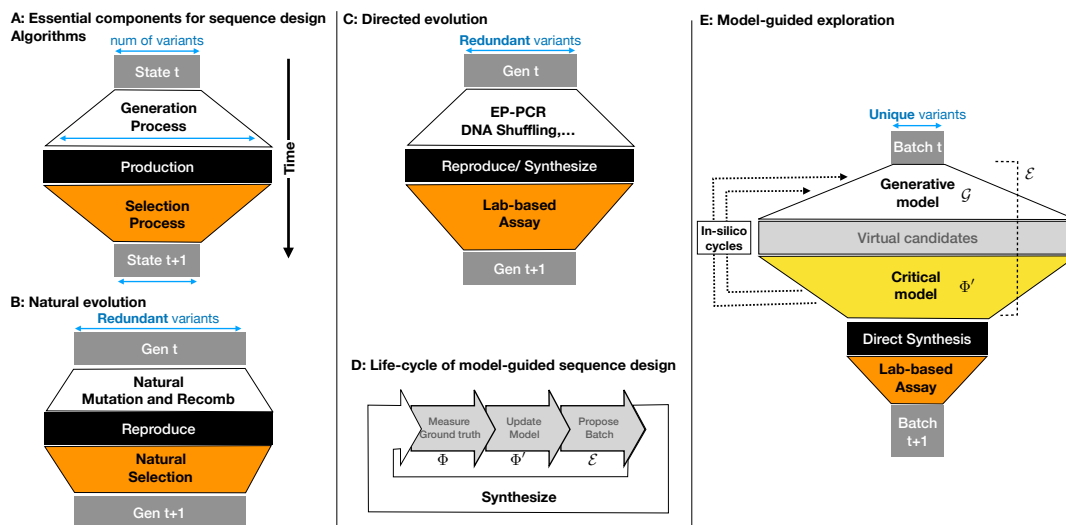 A: Essential components for sequence design
Algorithms
num of variants
State t
Generation
Process
Production
Selection
Process
State t+1
Time
B: Natural evolution
Redundant variants
Gen t
Natural
Mutation and Recomb
Reproduce
Natural
Selection
Gen t+1
C: Directed evolution
Redundant variants
Gen t
EP-PCR
DNA Shuffling,...
Reproduce/ Synthesize
Lab-based
Assay
Gen t+1
D: Life-cycle of model-guided sequence design
Measure
Ground truth
Φ
Update
Model
Φ′
Propose
Batch
ℰ
Synthesize
E: Model-guided exploration
Unique variants
Batch t
ℰ
Generative
model 𝒢
In-silico
cycles
Virtual candidates
Critical
model Φ′
Direct Synthesis
Lab-based
Assay
Batch
t+1